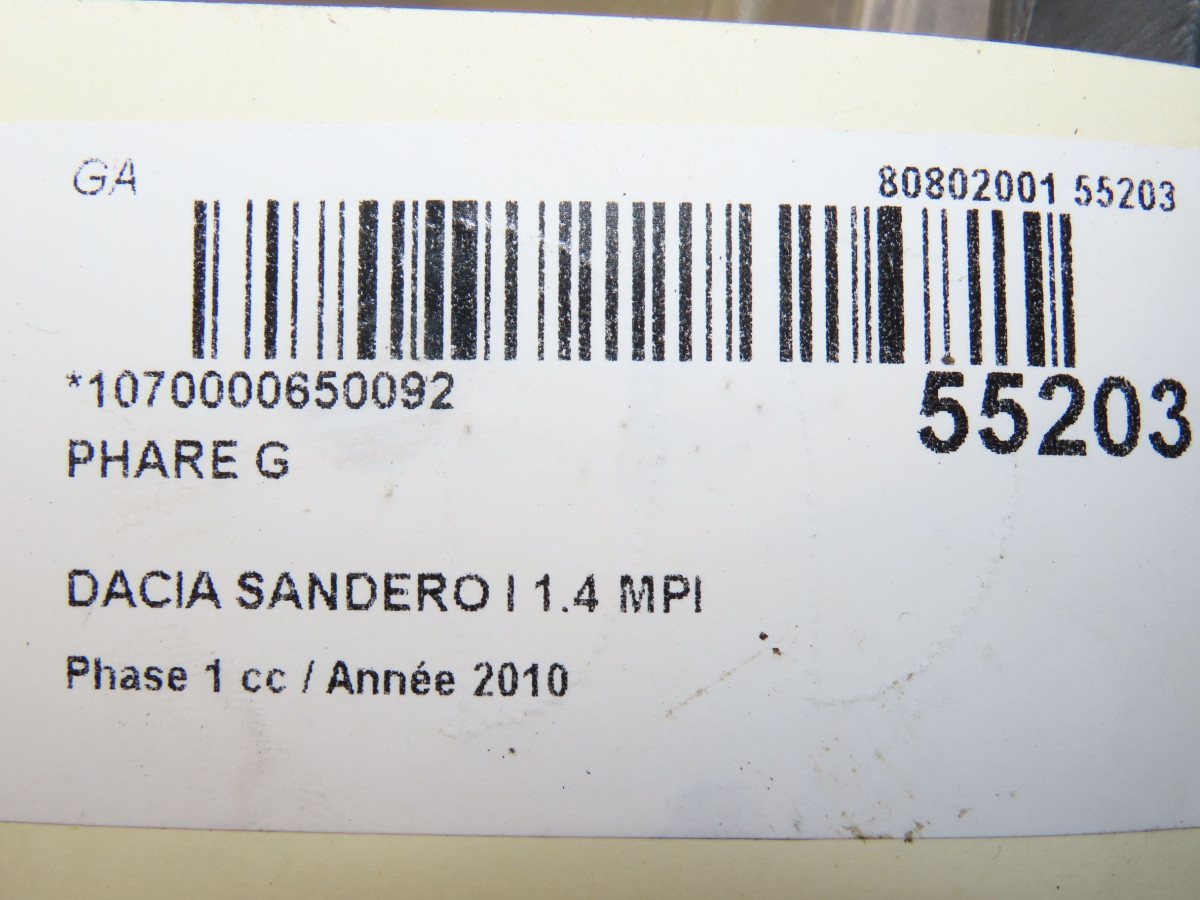 GA
80802001 55203
*1070000650092
55203
PHARE G
DACIA SANDERO I 1.4 MPI
Phase 1 cc / Année 2010